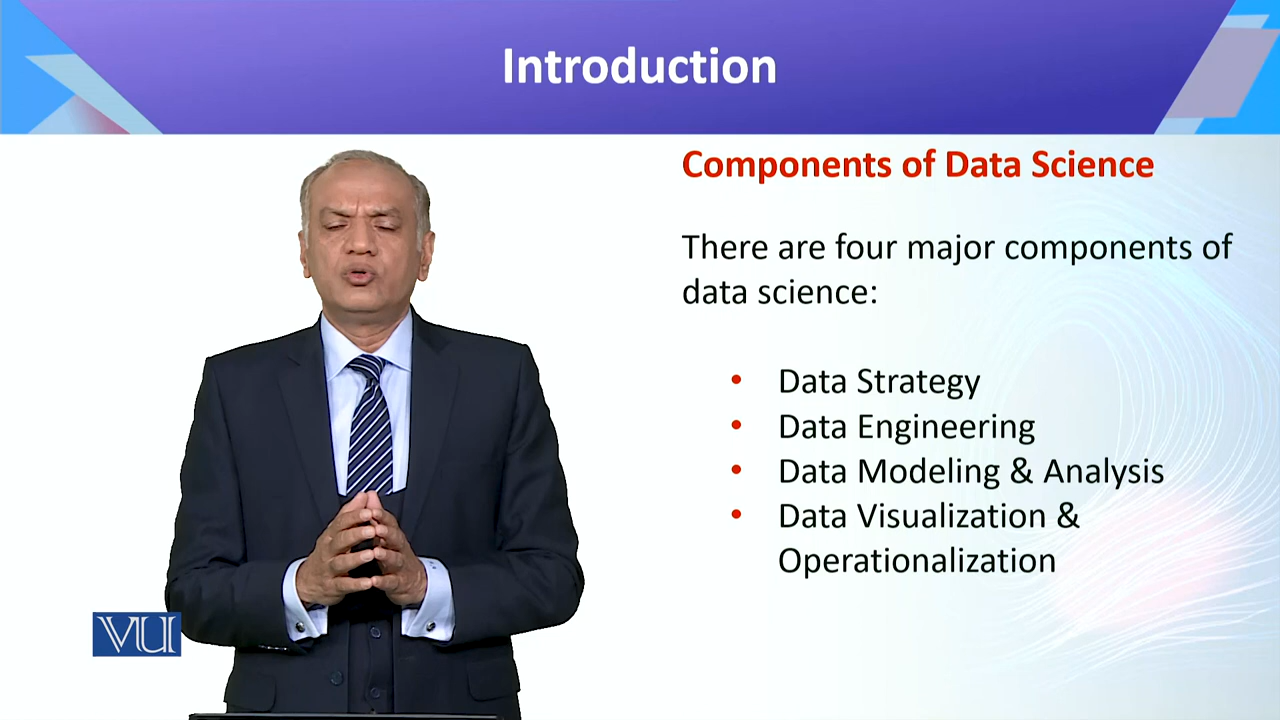 Introduction
Components of Data Science
There are four major components of
data science:
• Data Strategy
• Data Engineering
• Data Modeling & Analysis
• Data Visualization &
Operationalization
VU